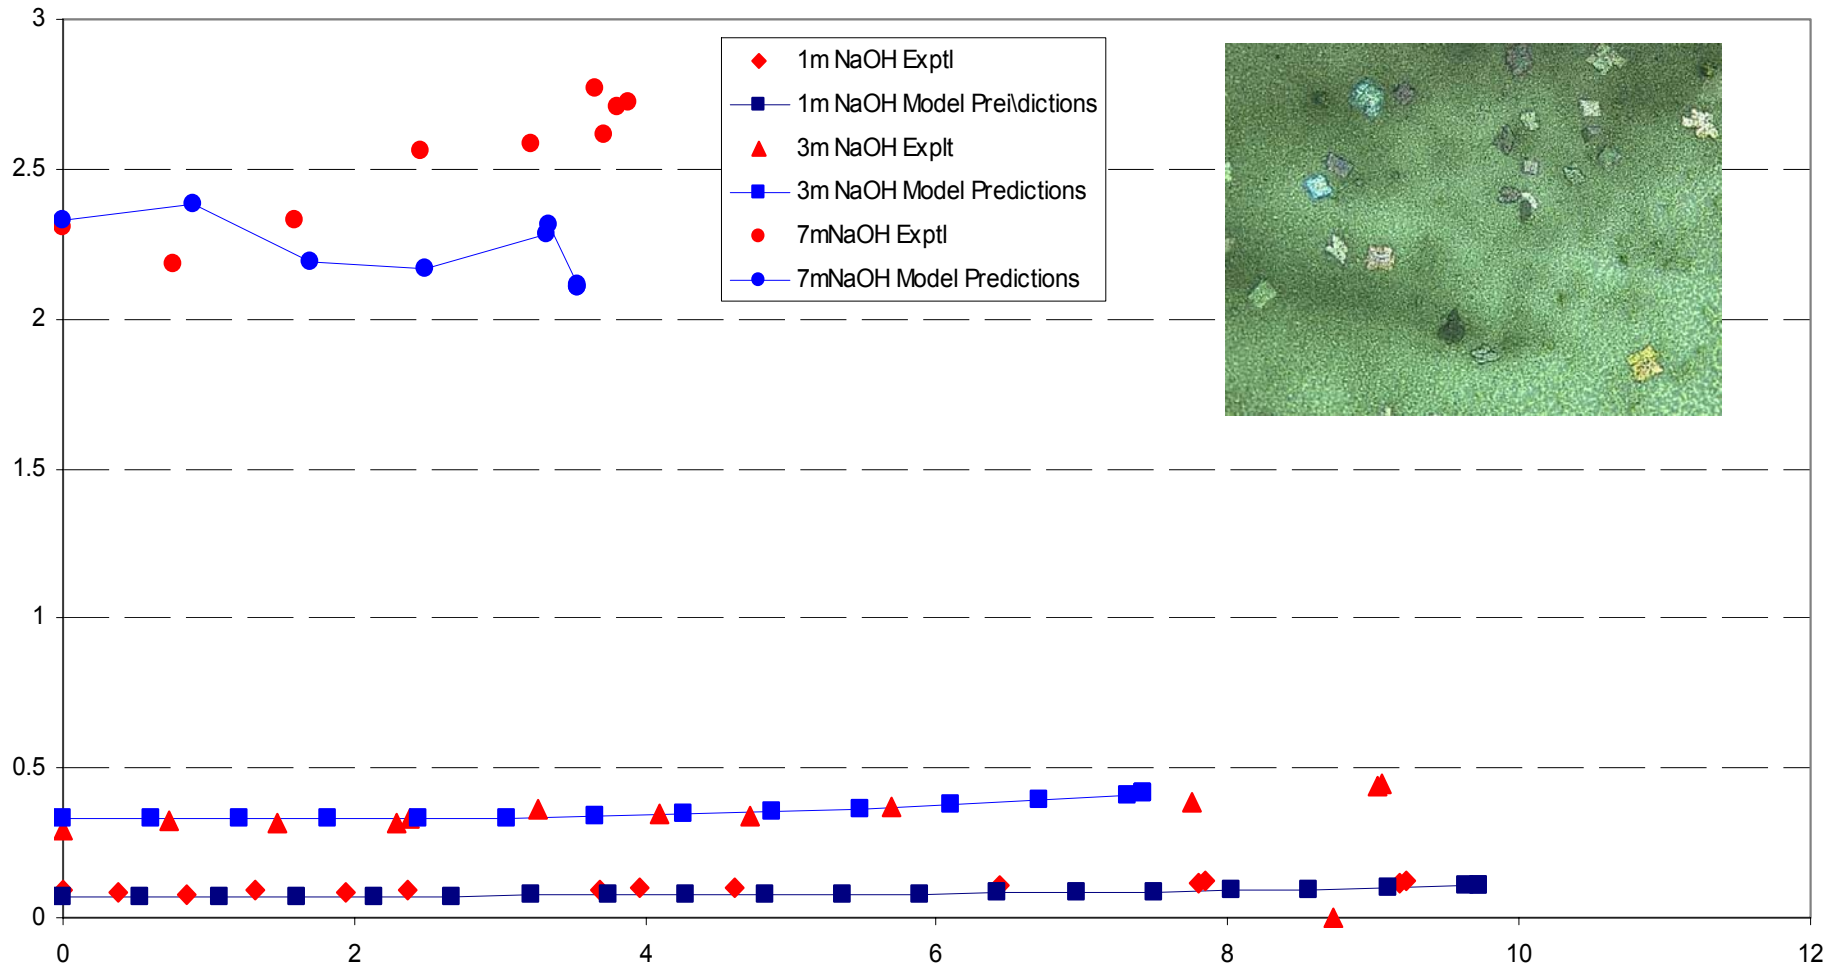 3
2.5
2
1.5
1
0.5
0
0
2
4
6
8
10
12
1m NaOH Exptl
1m NaOH Model Prei\dictions
3m NaOH Explt
3m NaOH Model Predictions
7mNaOH Exptl
7mNaOH Model Predictions